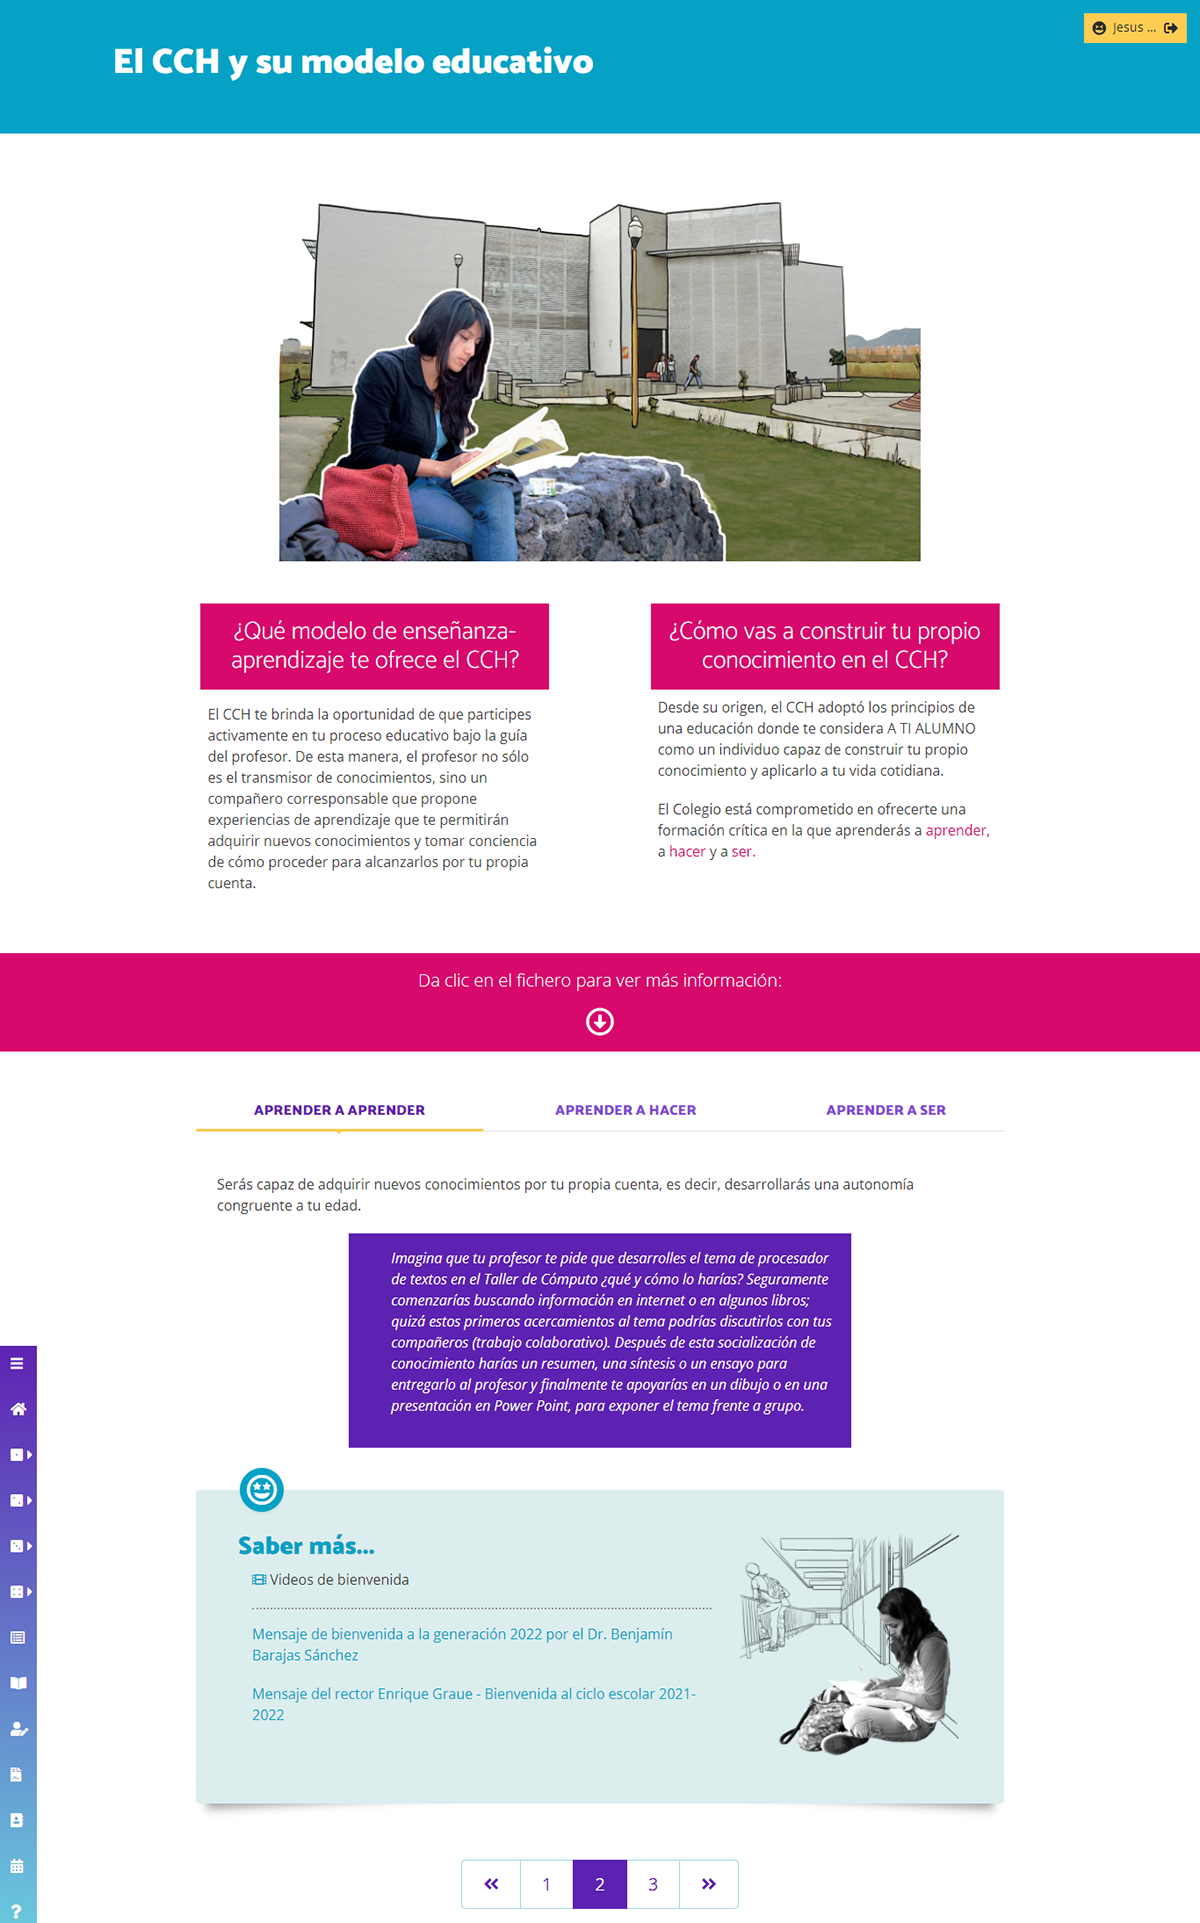 Jesus ...
El CCH y su modelo educativo
¿Qué modelo de enseñanza-
aprendizaje te ofrece el CCH?
El CCH te brinda la oportunidad de que participes
activamente en tu proceso educativo bajo la guía
del profesor. De esta manera, el profesor no sólo
es el transmisor de conocimientos, sino un
compañero corresponsable que propone
experiencias de aprendizaje que te permitirán
adquirir nuevos conocimientos y tomar conciencia
de cómo proceder para alcanzarlos por tu propia
cuenta.
¿Cómo vas a construir tu propio
conocimiento en el CCH?
Desde su origen, el CCH adoptó los principios de
una educación donde te considera A TI ALUMNO
como un individuo capaz de construir tu propio
conocimiento y aplicarlo a tu vida cotidiana.
El Colegio está comprometido en ofrecerte una
formación crítica en la que aprenderás a aprender,
a hacer y a ser.
Da clic en el fichero para ver más información:
APRENDER A APRENDER
APRENDER A HACER
APRENDER A SER
Serás capaz de adquirir nuevos conocimientos por tu propia cuenta, es decir, desarrollarás una autonomía
congruente a tu edad.
Imagina que tu profesor te pide que desarrolles el tema de procesador
de textos en el Taller de Cómputo ¿qué y cómo lo harías? Seguramente
comenzarías buscando información en internet o en algunos libros;
quizá estos primeros acercamientos al tema podrías discutirlos con tus
compañeros (trabajo colaborativo). Después de esta socialización de
conocimiento harías un resumen, una síntesis o un ensayo para
entregarlo al profesor y finalmente te apoyarías en un dibujo o en una
presentación en Power Point, para exponer el tema frente a grupo.
Saber más...
Videos de bienvenida
Mensaje de bienvenida a la generación 2022 por el Dr. Benjamín
Barajas Sánchez
Mensaje del rector Enrique Graue - Bienvenida al ciclo escolar 2021-
2022
« 1 2 3 »